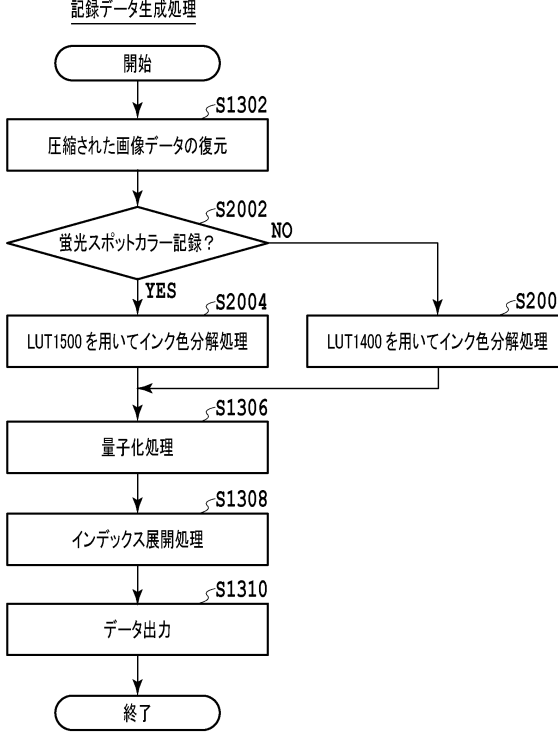 記録データ生成処理
開始
S1302
圧縮された画像データの復元
S2002
蛍光スポットカラー記録？
NO
YES
S2004
LUT1500を用いてインク色分解処理
S200
LUT1400を用いてインク色分解処理
S1306
量子化処理
S1308
インデックス展開処理
S1310
データ出力
終了